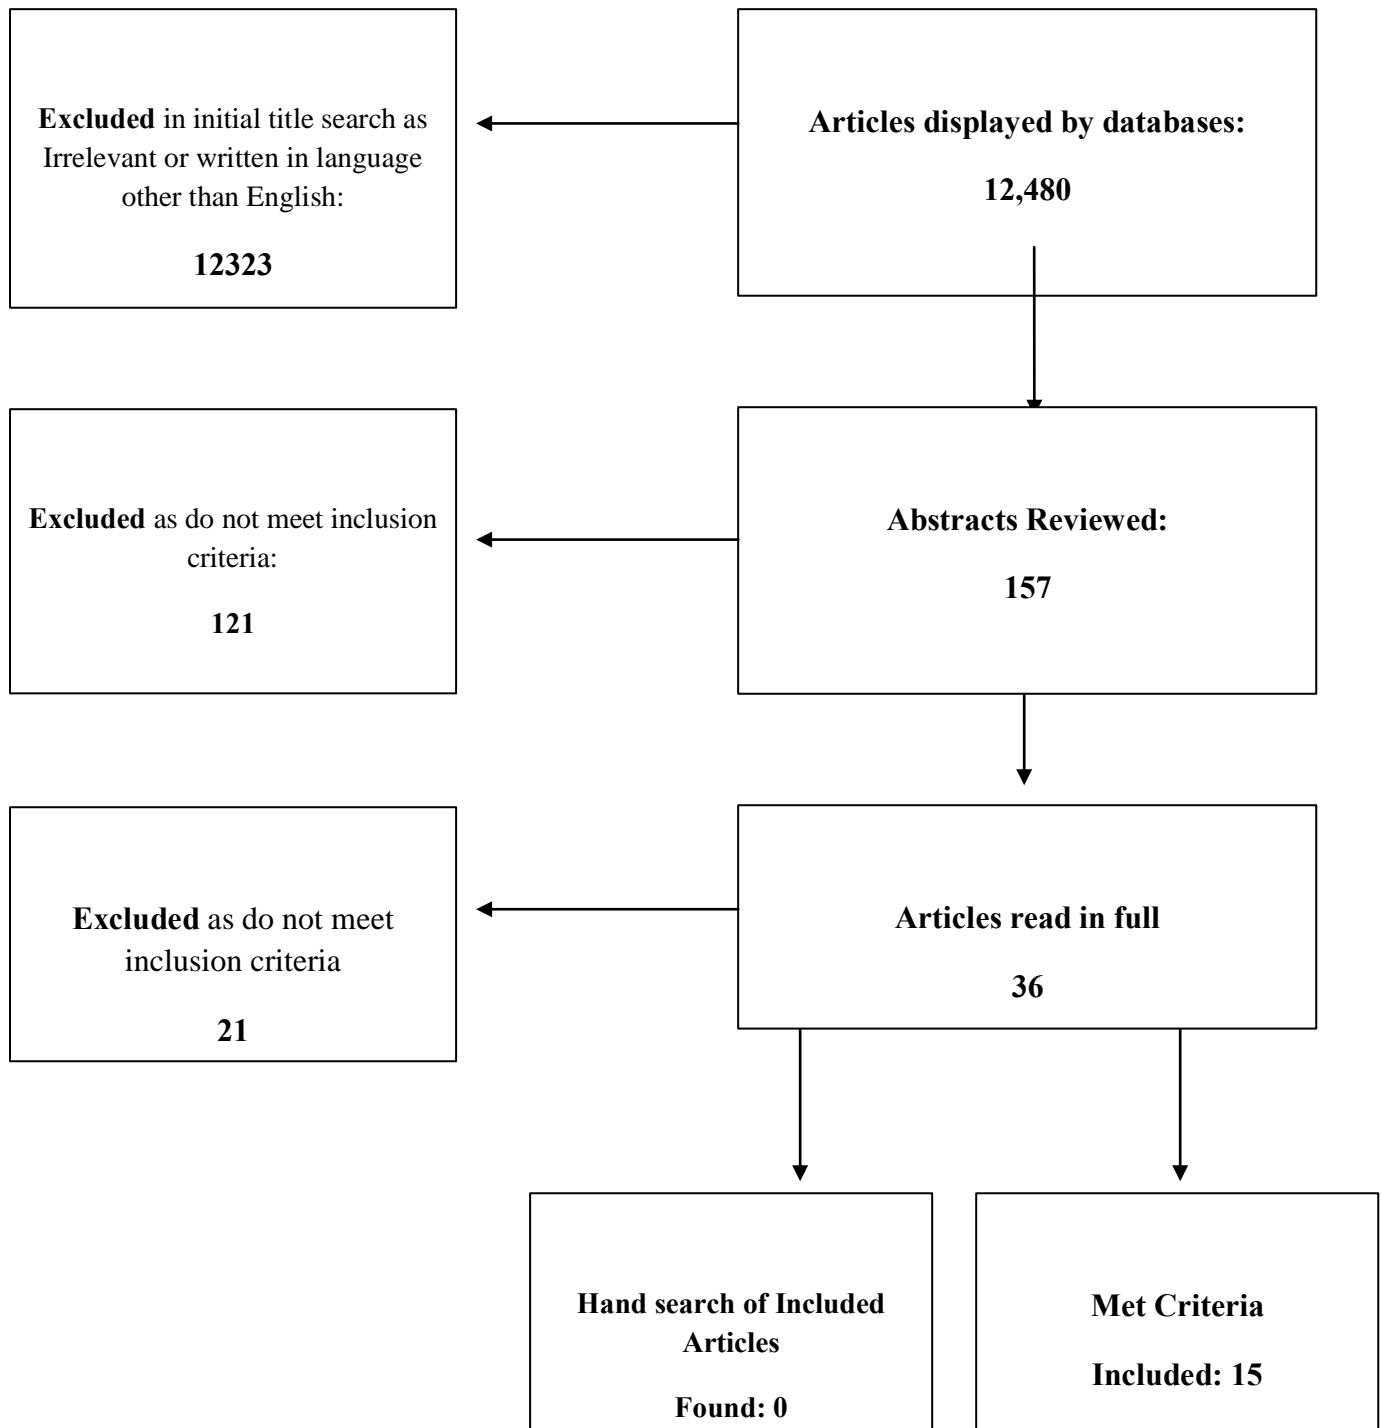 Excluded in initial title search as
Irrelevant or written in language
other than English:
12323
Articles displayed by databases:
12,480
Excluded as do not meet inclusion
criteria:
121
Abstracts Reviewed:
157
Excluded as do not meet
inclusion criteria
21
Articles read in full
36
Hand search of Included
Articles
Found: 0
Met Criteria
Included: 15